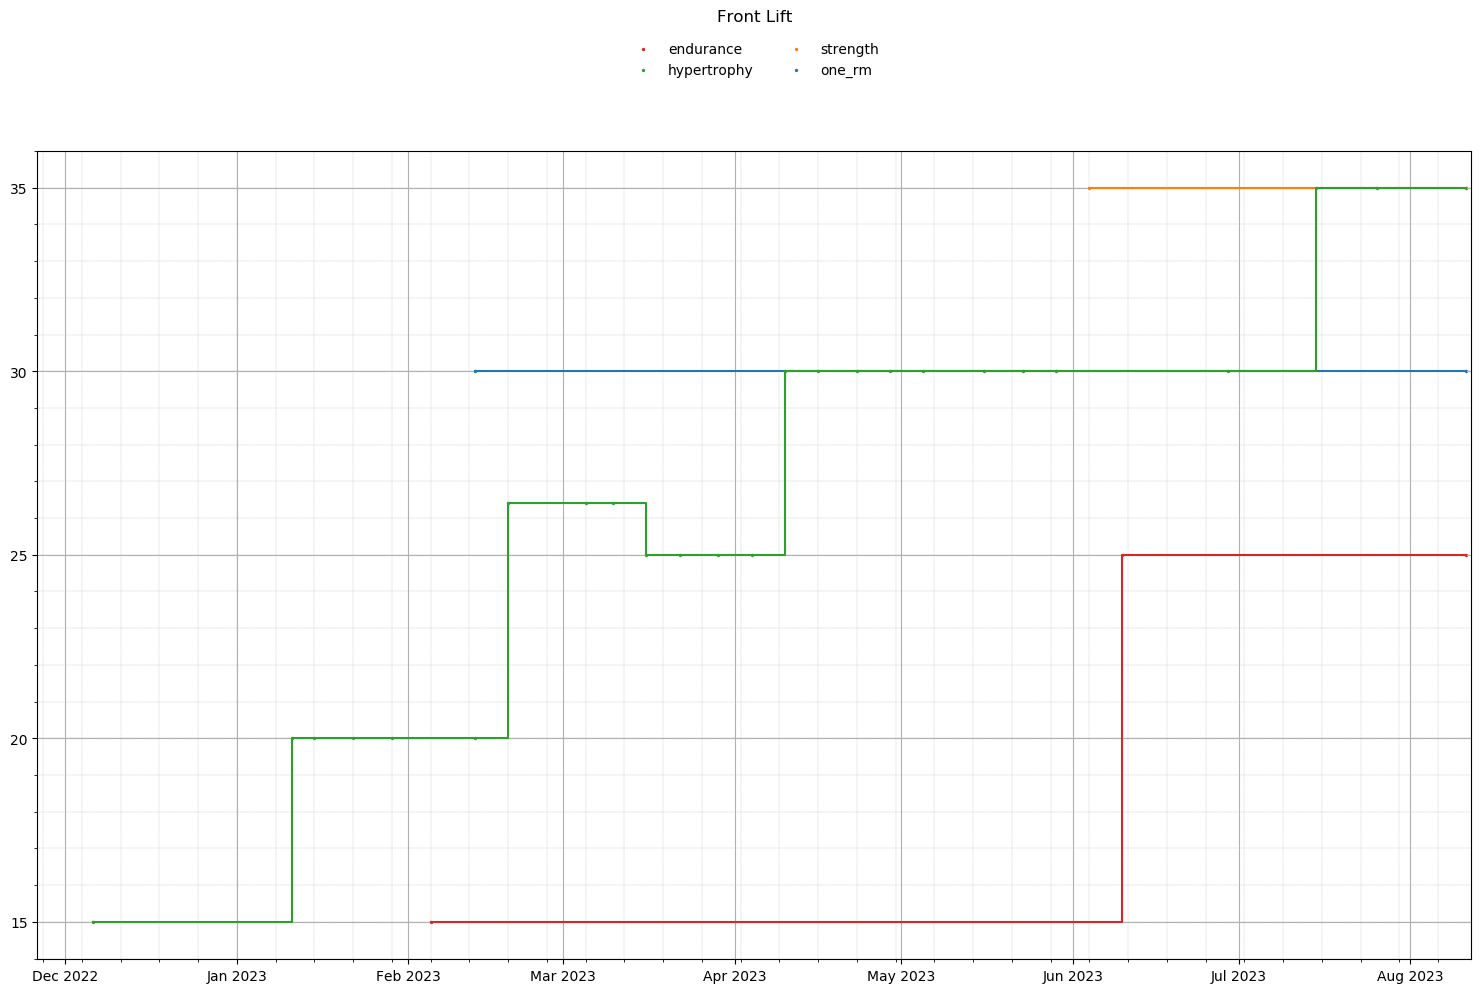 Front Lift
endurance strength
hypertrophy one_rm
35
30
25
20
15
Dec 2022 Jan 2023 Feb 2023 Mar 2023 Apr 2023 May 2023 Jun 2023 Jul 2023 Aug 2023